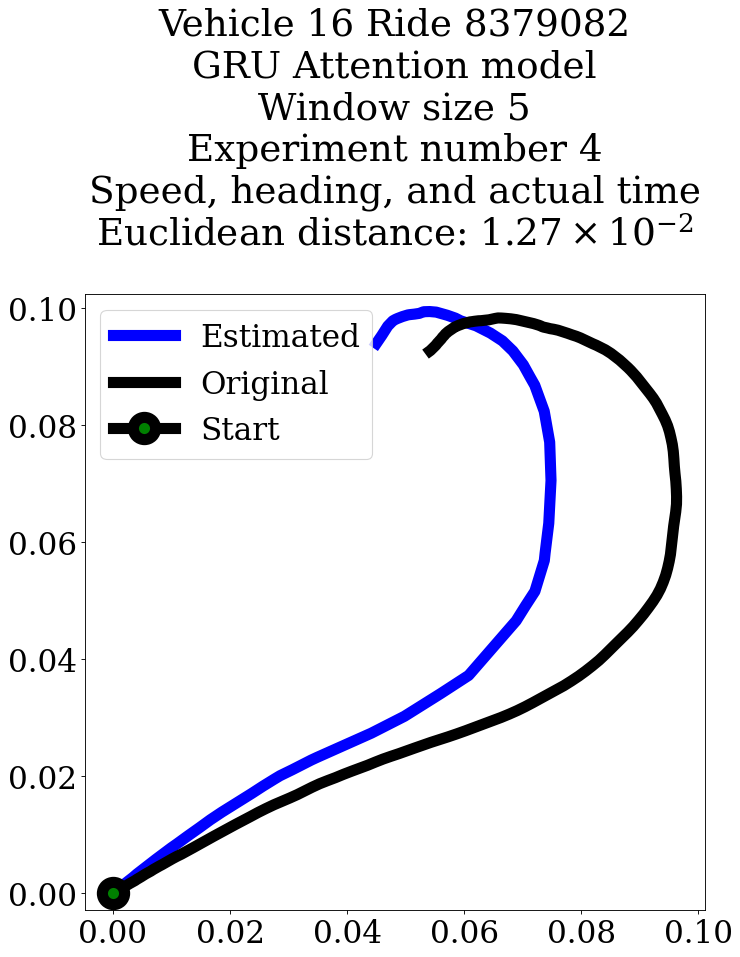 Vehicle 16 Ride 8379082
GRU Attention model
Window size 5
Experiment number 4
Speed, heading, and actual time
Euclidean distance: 1.27 × 10⁻²
0.10
0.08
0.06
0.04
0.02
0.00
Estimated
Original
Start
0.00 0.02 0.04 0.06 0.08 0.10